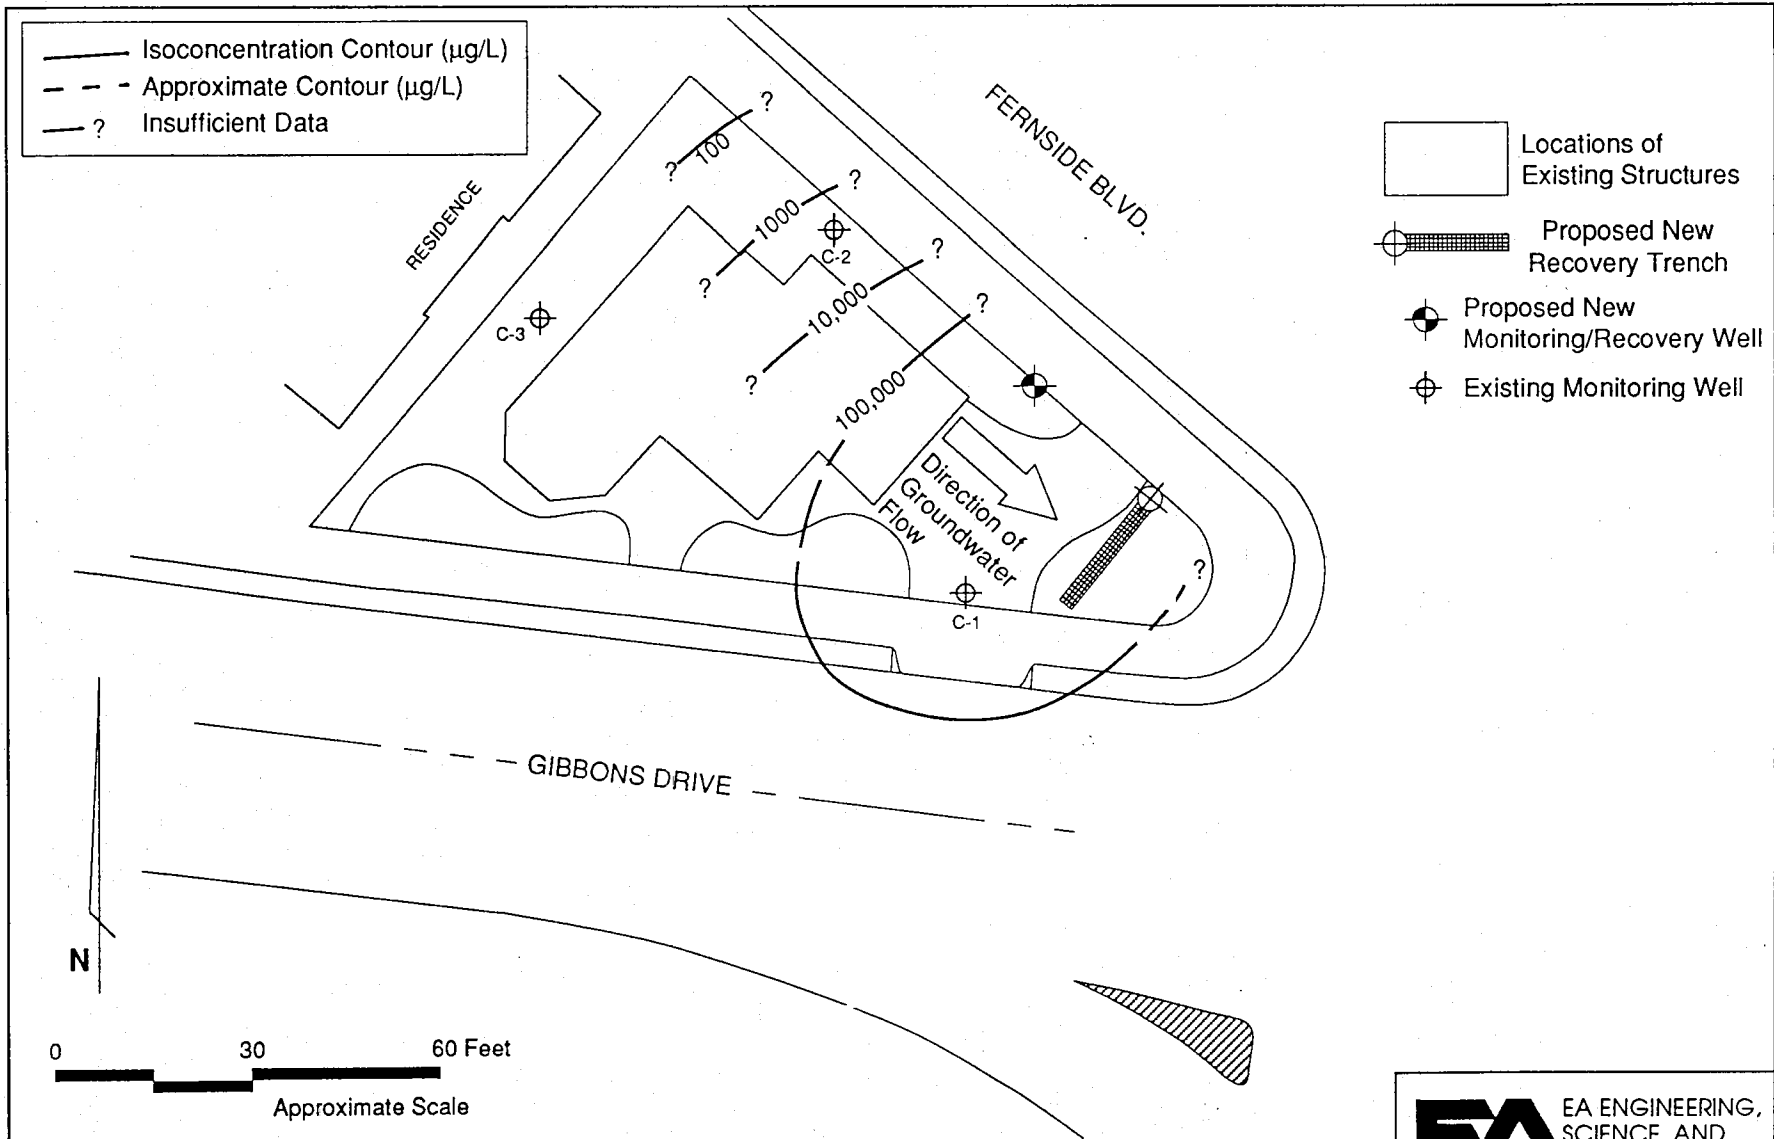 Isoconcentration Contour (µg/L)
Approximate Contour (µg/L)
? Insufficient Data
RESIDENCE
FERNSIDE BLVD.
Locations of
Existing Structures
Proposed New
Recovery Trench
Proposed New
Monitoring/Recovery Well
Existing Monitoring Well
?
100
?
?
1000
?
C-2
?
10,000
?
?
100,000
C-3
Direction of
Groundwater
Flow
?
C-1
GIBBONS DRIVE
N
0 30 60 Feet
Approximate Scale
EA EA ENGINEERING,
SCIENCE, AND